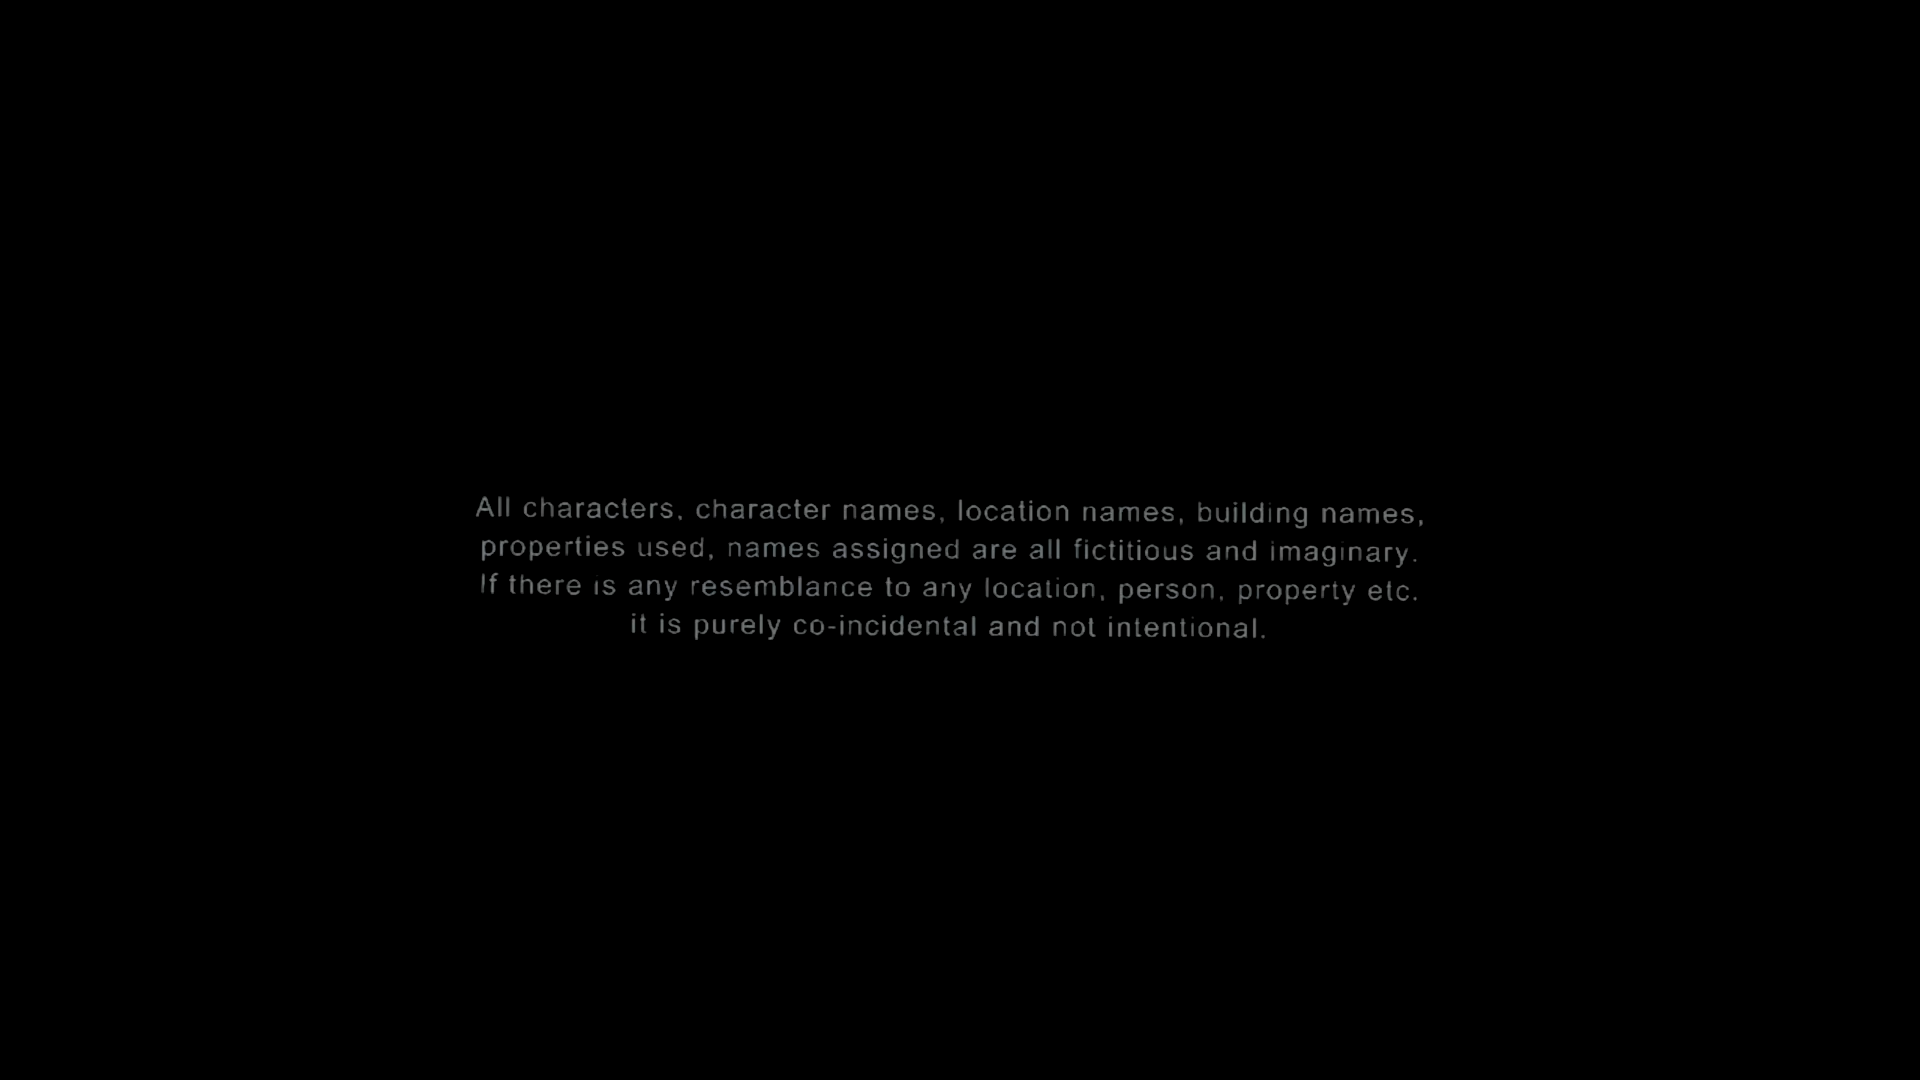 All characters, character names, location names, building names,
properties used, names assigned are all fictitious and imaginary.
If there is any resemblance to any location, person, property etc.
it is purely co-incidental and not intentional.